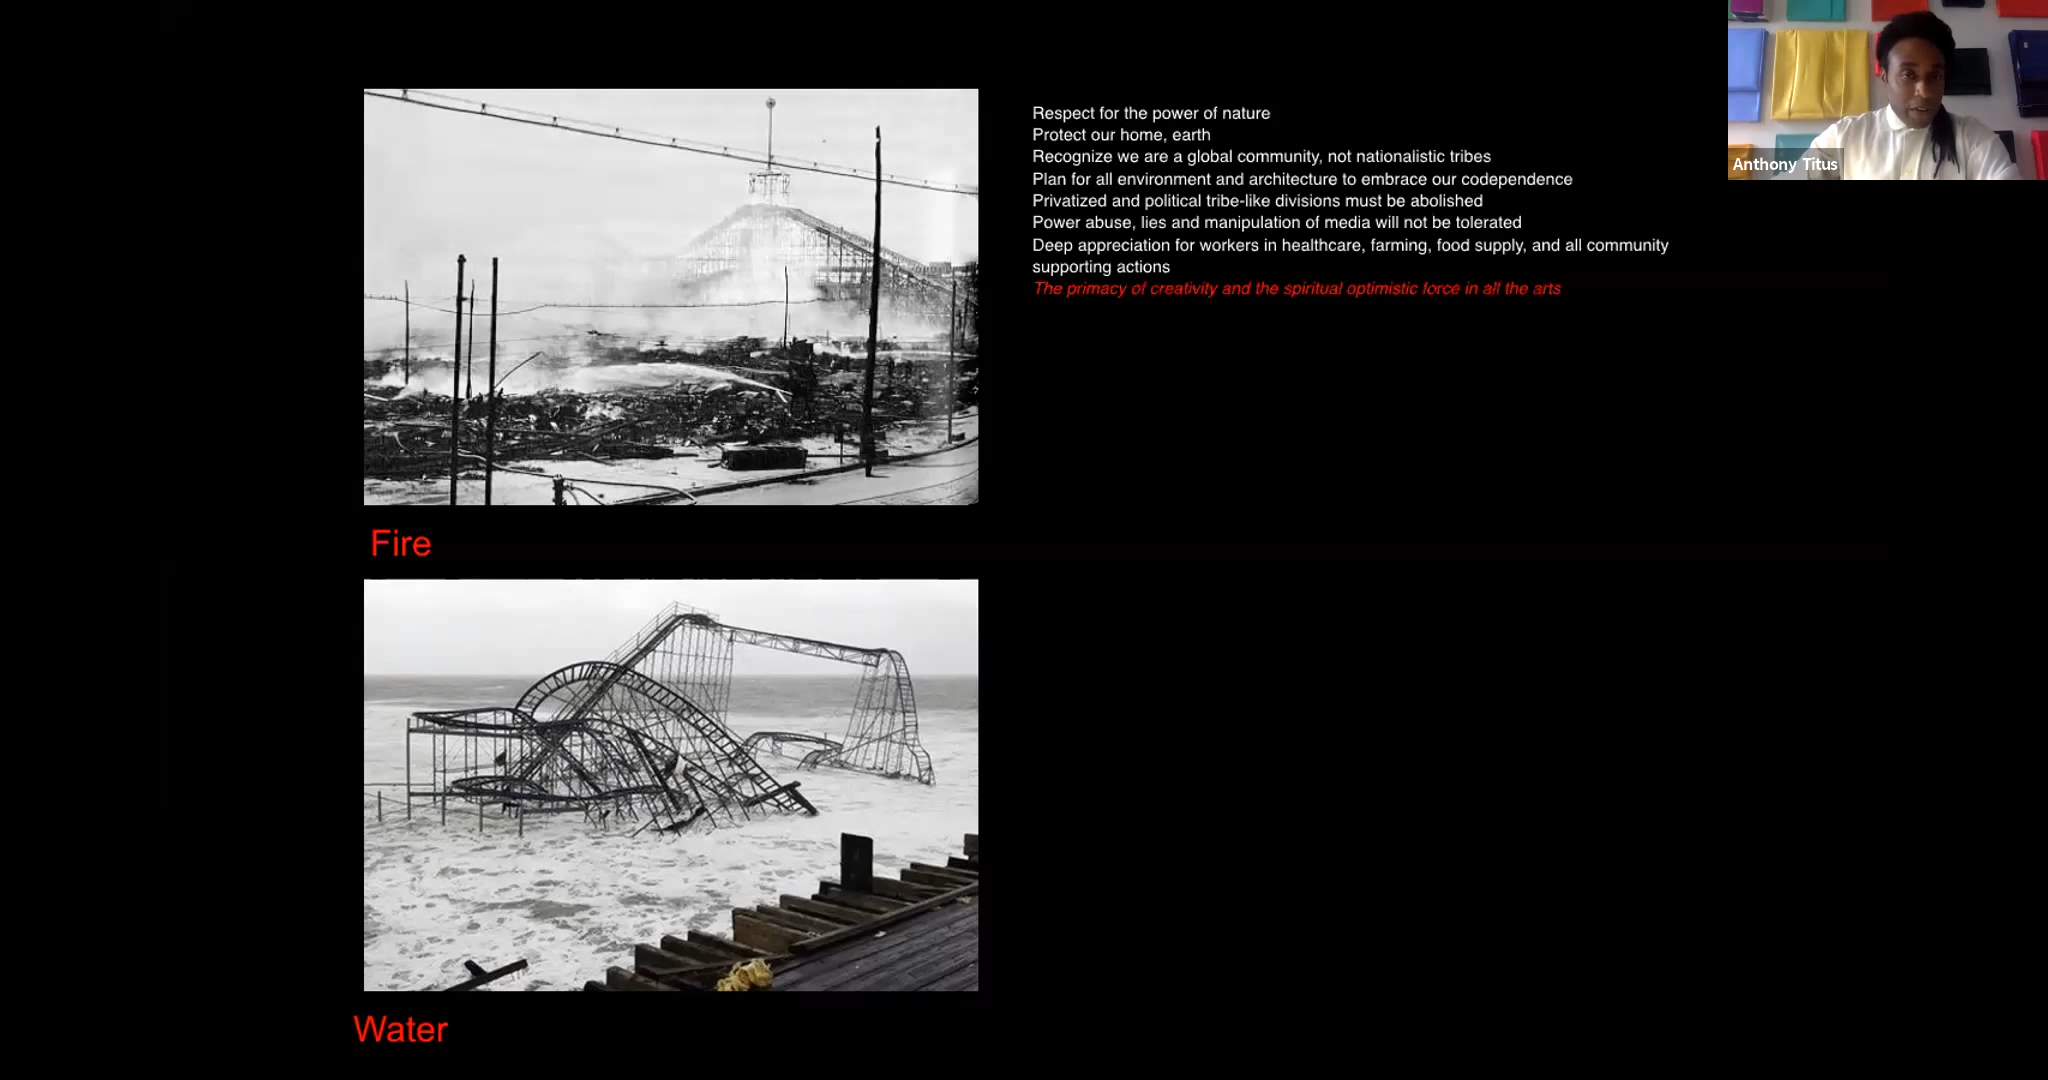 Respect for the power of nature
Protect our home, earth
Recognize we are a global community, not nationalistic tribes
Plan for all environment and architecture to embrace our codependence
Privatized and political tribe-like divisions must be abolished
Power abuse, lies and manipulation of media will not be tolerated
Deep appreciation for workers in healthcare, farming, food supply, and all community
supporting actions
The primacy of creativity and the spiritual optimistic force in all the arts
Anthony Titus
Fire
Water